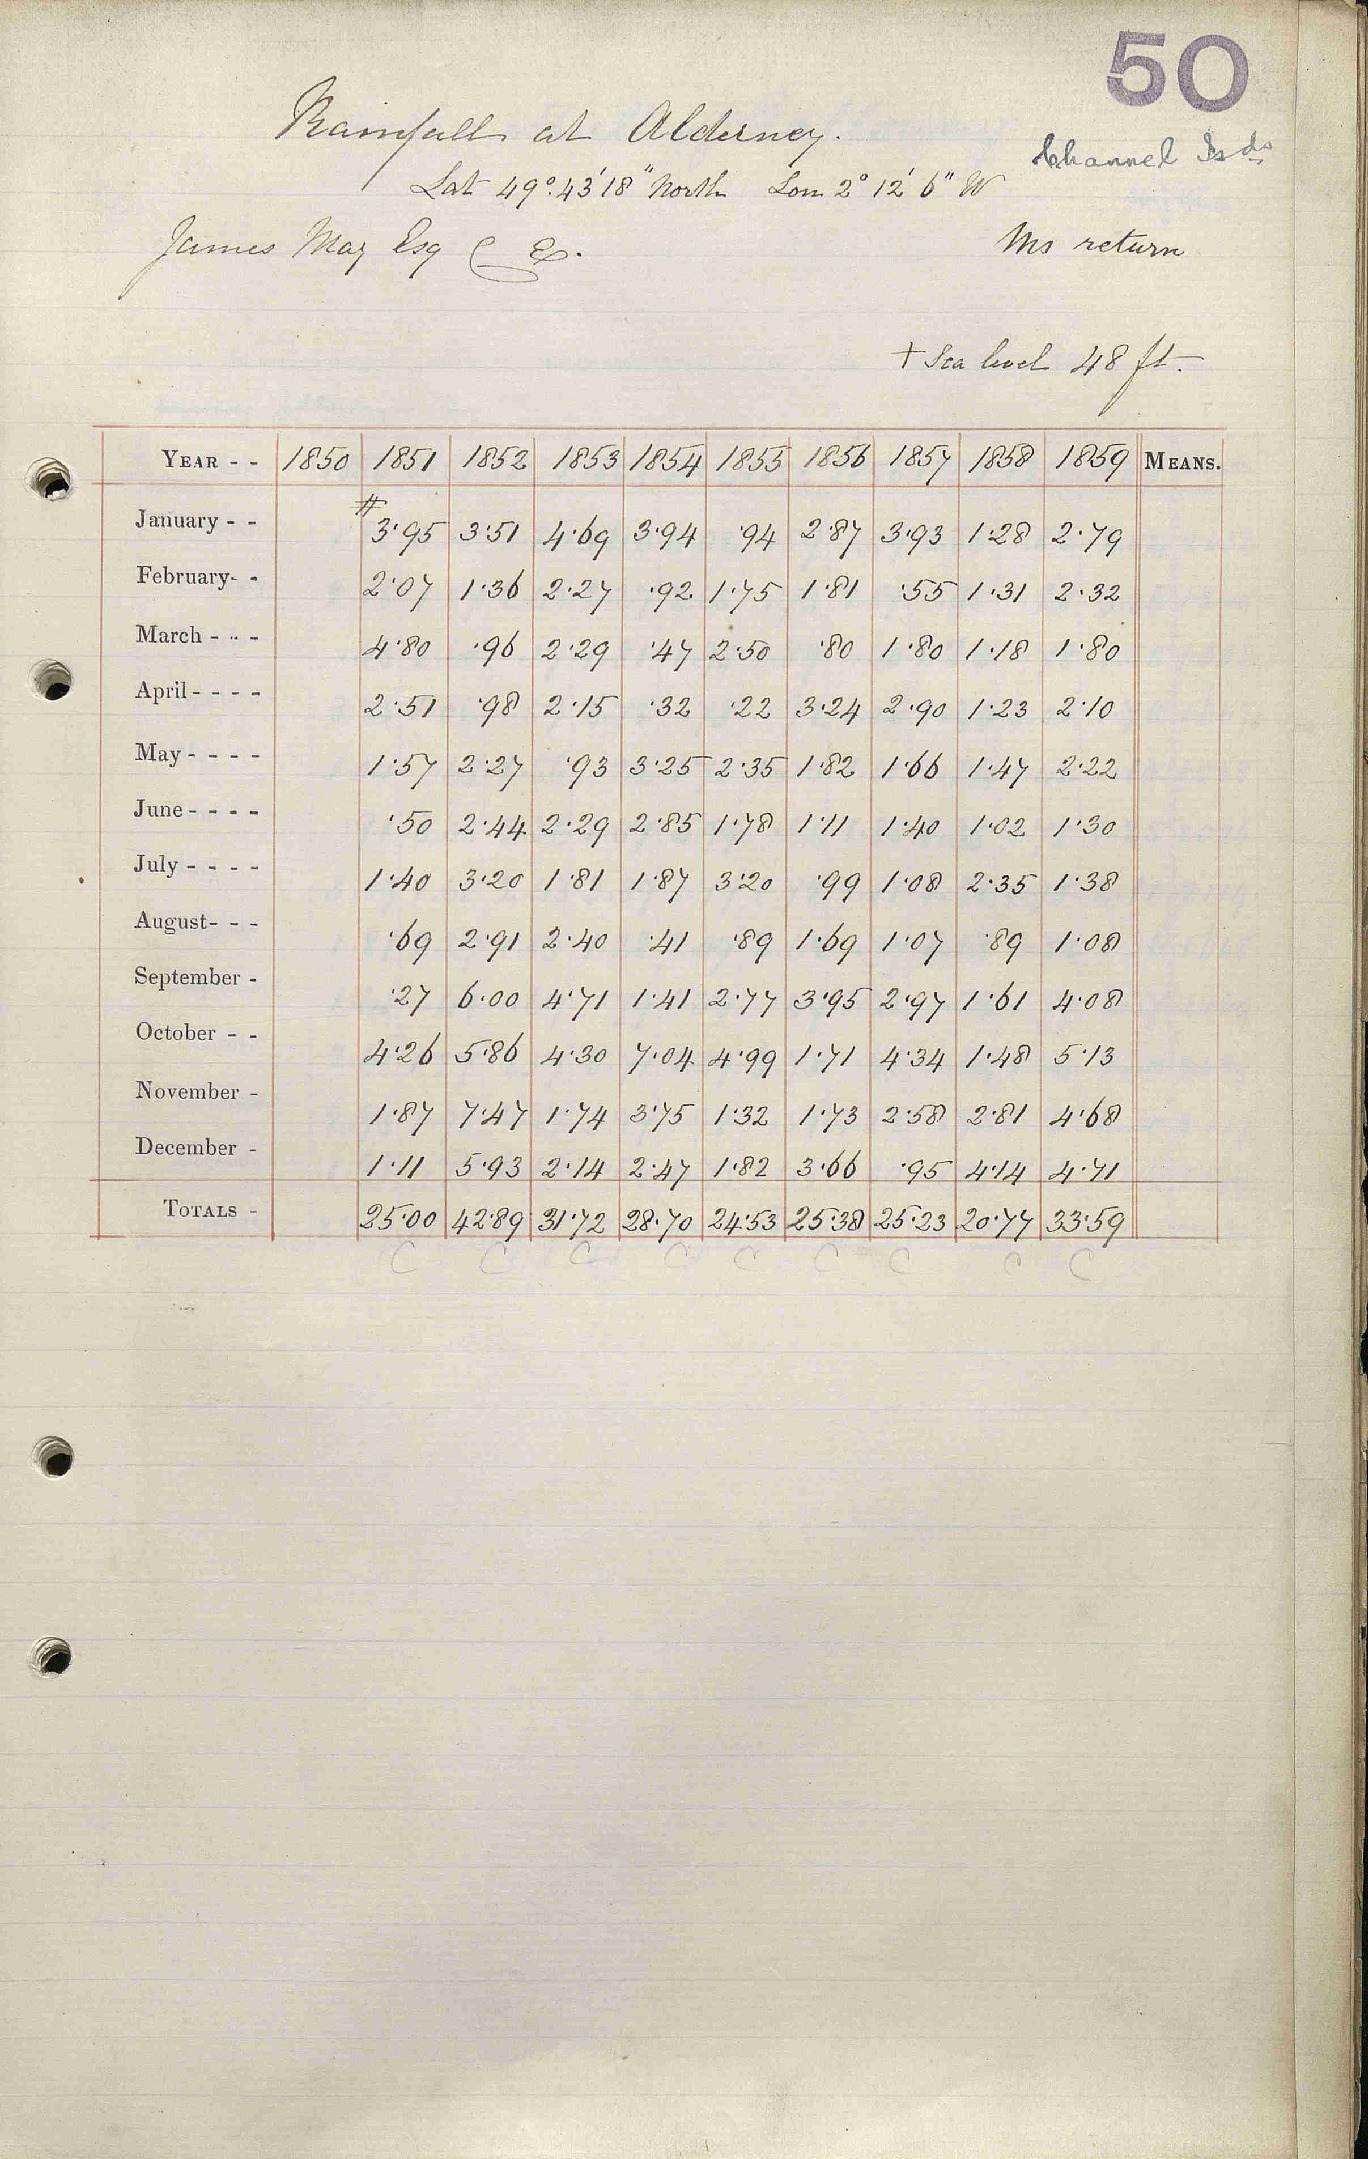 50
Rainfall at Alderney.
Channel Isds
Lat 49°.43'18" North Lon 2° 12' 6" W
James May Esq C E.
Ms return
+ Sea level 48 ft.
YEAR - - 1850 1851 1852 1853 1854 1855 1856 1857 1858 1859 MEANS.
#
January - - 3·95 3·51 4·69 3·94 ·94 2·87 3·93 1·28 2·79
February- - 2·07 1·36 2·27 ·92 1·75 1·81 ·55 1·31 2·32
March - - - 4·80 ·96 2·29 ·47 2·50 ·80 1·80 1·18 1·80
April - - - - 2·51 ·98 2·15 ·32 ·22 3·24 2·90 1·23 2·10
May - - - - 1·57 2·27 ·93 3·25 2·35 1·82 1·66 1·47 2·22
June - - - - ·50 2·44 2·29 2·85 1·78 1·11 1·40 1·02 1·30
July - - - - 1·40 3·20 1·81 1·87 3·20 ·99 1·08 2·35 1·38
August- - - ·69 2·91 2·40 ·41 ·89 1·69 1·07 ·89 1·08
September - ·27 6·00 4·71 1·41 2·77 3·95 2·97 1·61 4·08
October - - 4·26 5·86 4·30 7·04 4·99 1·71 4·34 1·48 5·13
November - 1·87 7·47 1·74 3·75 1·32 1·73 2·58 2·81 4·68
December - 1·11 5·93 2·14 2·47 1·82 3·66 ·95 4·14 4·71
TOTALS - 25·00 42·89 31·72 28·70 24·53 25·38 25·23 20·77 33·59
C C C C C C C C C